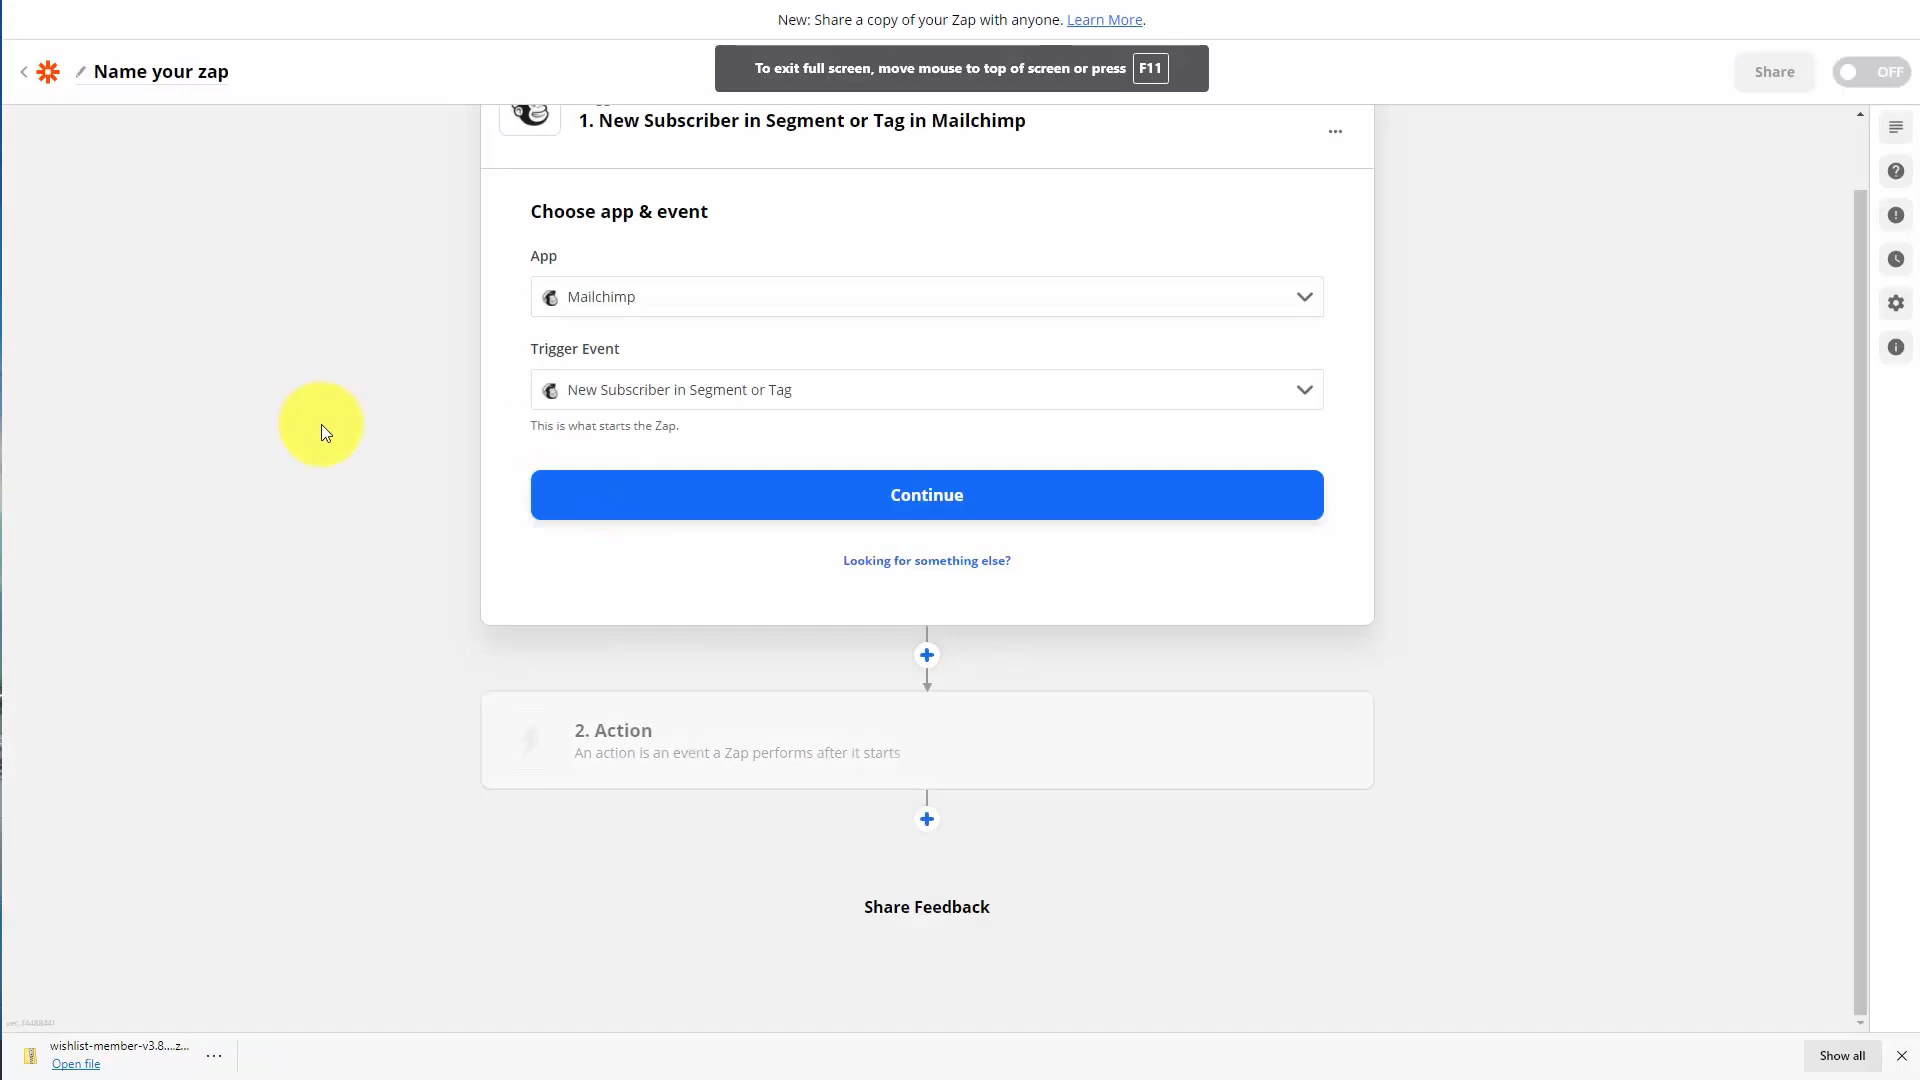 New: Share a copy of your Zap with anyone. Learn More.
Name your zap
To exit full screen, move mouse to top of screen or press F11
Share
OFF
1. New Subscriber in Segment or Tag in Mailchimp
Choose app & event
App
Mailchimp
Trigger Event
New Subscriber in Segment or Tag
This is what starts the Zap.
Continue
Looking for something else?
2. Action
An action is an event a Zap performs after it starts
Share Feedback
wishlist-member-v3.8....z...
Open file
Show all